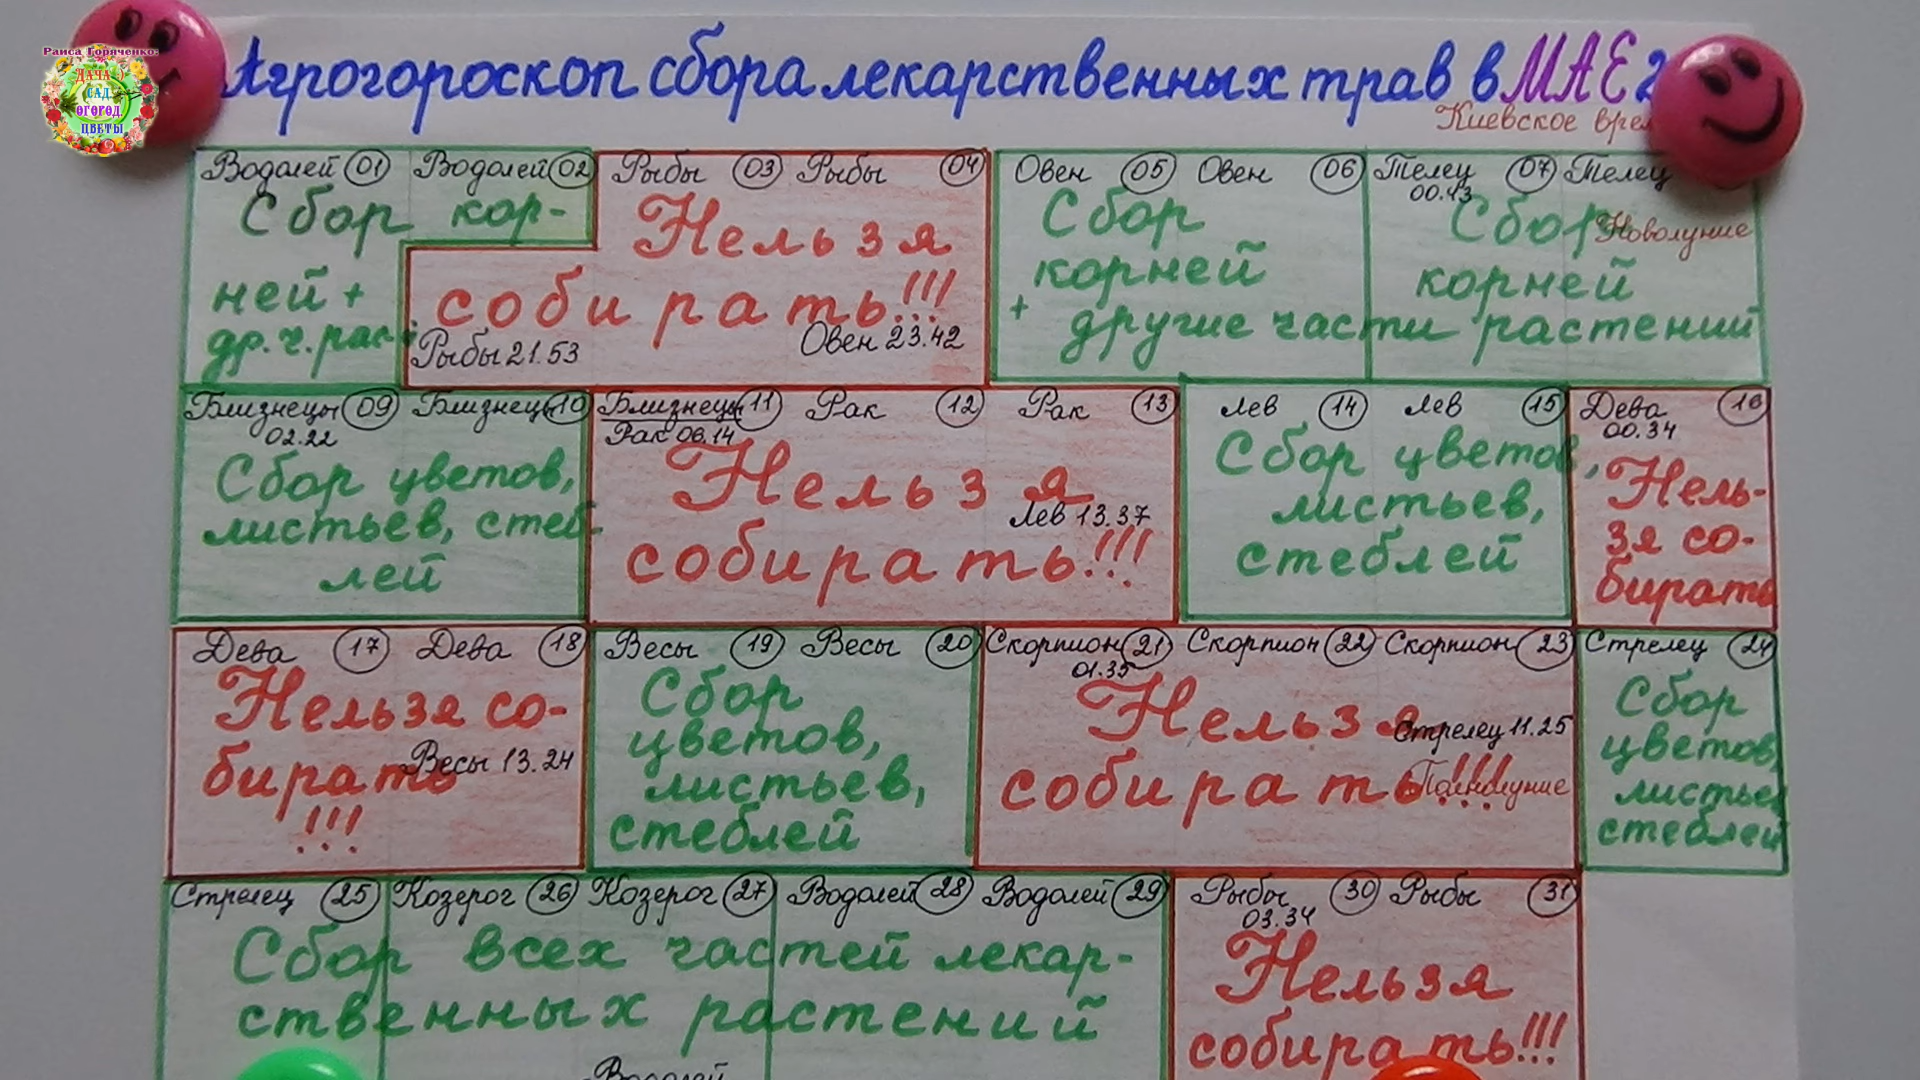 Раиса Горяченко:
ДАЧА
САД,
ОГОРОД,
ЦВЕТЫ
Агрогороскоп сбора лекарственных трав в МАЕ 2
Киевское врем
Водолей 01 Водолей 02 Рыбы 03 Рыбы 04 Овен 05 Овен 06 Телец 07 Телец
00.43
Сбор кор-
ней +
др. ч. рас
Рыбы 21.53
Нельзя
собирать!!!
Овен 23.42
Сбор
корней
Сбор
Новолуние
корней
+ другие части растений
Близнецы 09 Близнецы 10 Близнецы 11 Рак 12 Рак 13 Лев 14 Лев 15 Дева 16
02.22
Рак 06.14
00.34
Сбор цветов,
листьев, стеб-
лей
Нельзя
Лев 13.37
собирать!!!
Сбор цветов,
листьев,
стеблей
Нель-
зя со-
бирать
Дева 17 Дева 18 Весы 19 Весы 20 Скорпион 21 Скорпион 22 Скорпион 23 Стрелец 24
01.35
Нельзя со-
бирать
Весы 13.24
!!!
Сбор
цветов,
листьев,
стеблей
Нельзя
Стрелец 11.25
собирать!!!
Полнолуние
Сбор
цветов,
листьев
стеблей
Стрелец 25 Козерог 26 Козерог 27 Водолей 28 Водолей 29 Рыбы 30 Рыбы 31
03.34
Сбор всех частей лекар-
ственных растений
Нельзя
собирать!!!
Водолей